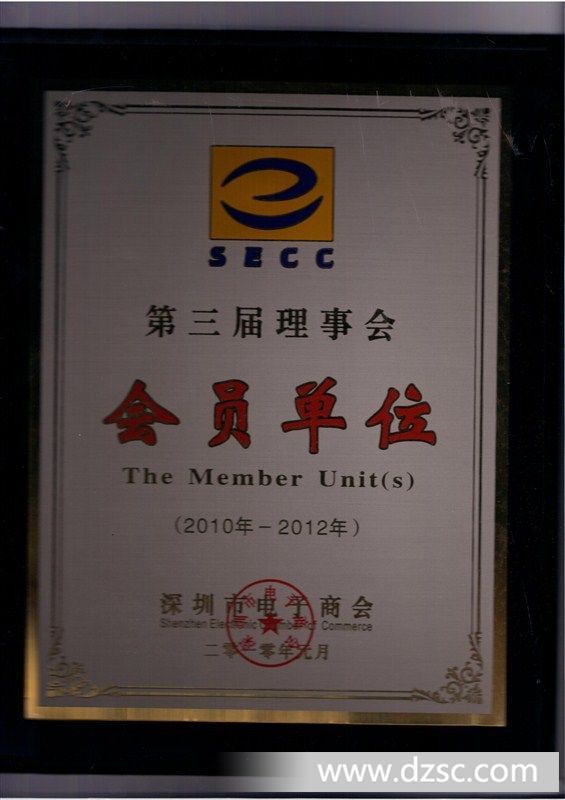 SECC
第三届理事会
会员单位
The Member Unit(s)
（2010年－2012年）
深圳市电子商会
Shenzhen Electronic Chamber of Commerce
二零一零年元月
www.dzsc.com